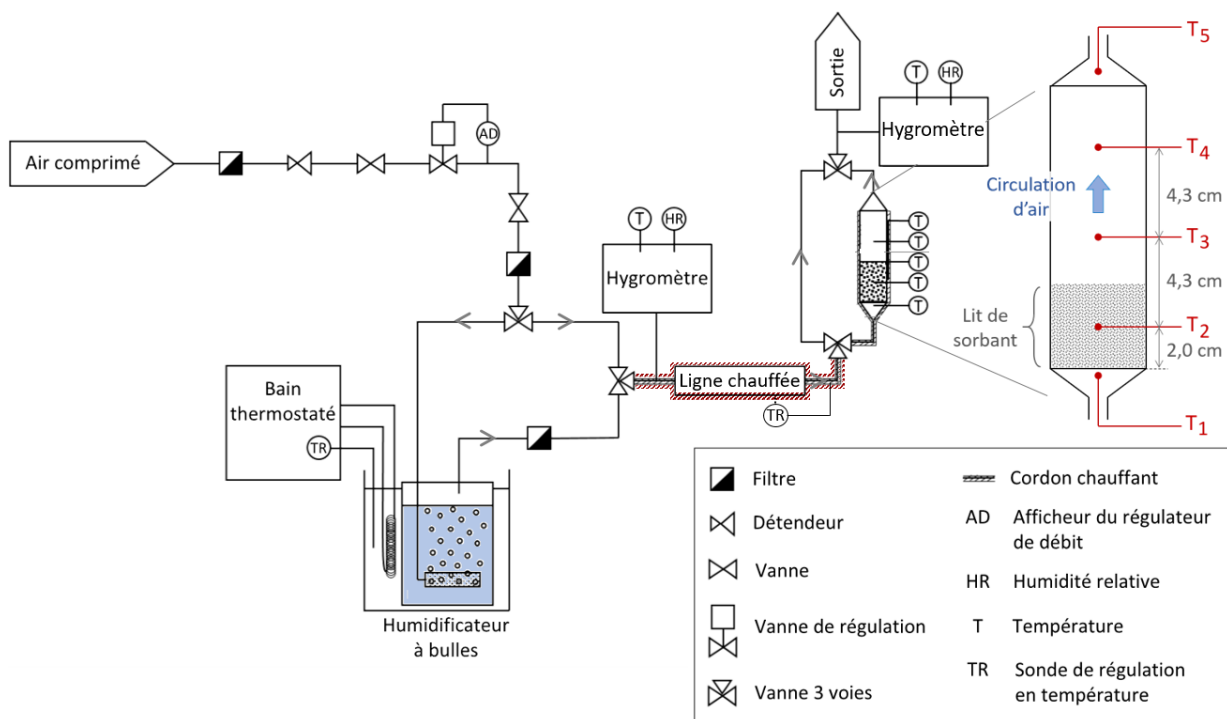 Air comprimé
AD
T
HR
Hygromètre
Bain
thermostaté
TR
Humidificateur
à bulles
Ligne chauffée
TR
Sortie
T
HR
Hygromètre
T
T
T
T
T
Circulation
d'air
Lit de
sorbant
T5
T4
4,3 cm
T3
4,3 cm
T2
2,0 cm
T1
Filtre
Détendeur
Vanne
Vanne de régulation
Vanne 3 voies
Cordon chauffant
AD Afficheur du régulateur
de débit
HR Humidité relative
T Température
TR Sonde de régulation
en température